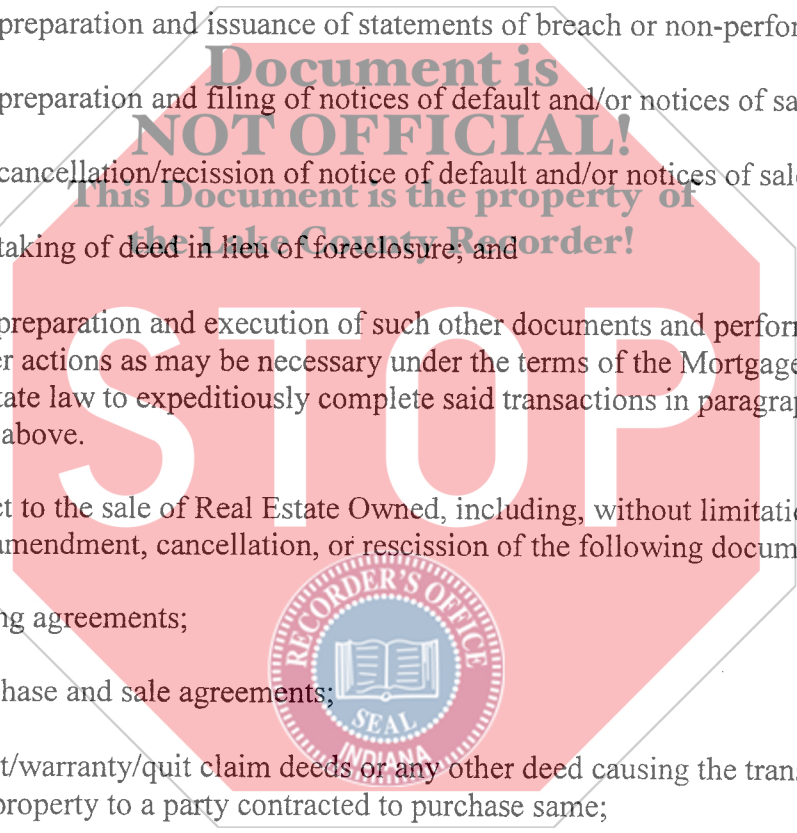 preparation and issuance of statements of breach or non-perfor
Document is
preparation and filing of notices of default and/or notices of sa
NOT OFFICIAL!
cancellation/recission of notice of default and/or notices of sal
This Document is the property of
the Lake County Recorder!
taking of deed in lieu of foreclosure; and
STOP
preparation and execution of such other documents and perfor
er actions as may be necessary under the terms of the Mortgage
tate law to expeditiously complete said transactions in paragrap
above.
ct to the sale of Real Estate Owned, including, without limitati
amendment, cancellation, or rescission of the following docum
ng agreements;
RECORDER'S OFFICE
SEAL
INDIANA
hase and sale agreements;
t/warranty/quit claim deeds or any other deed causing the tran
property to a party contracted to purchase same;